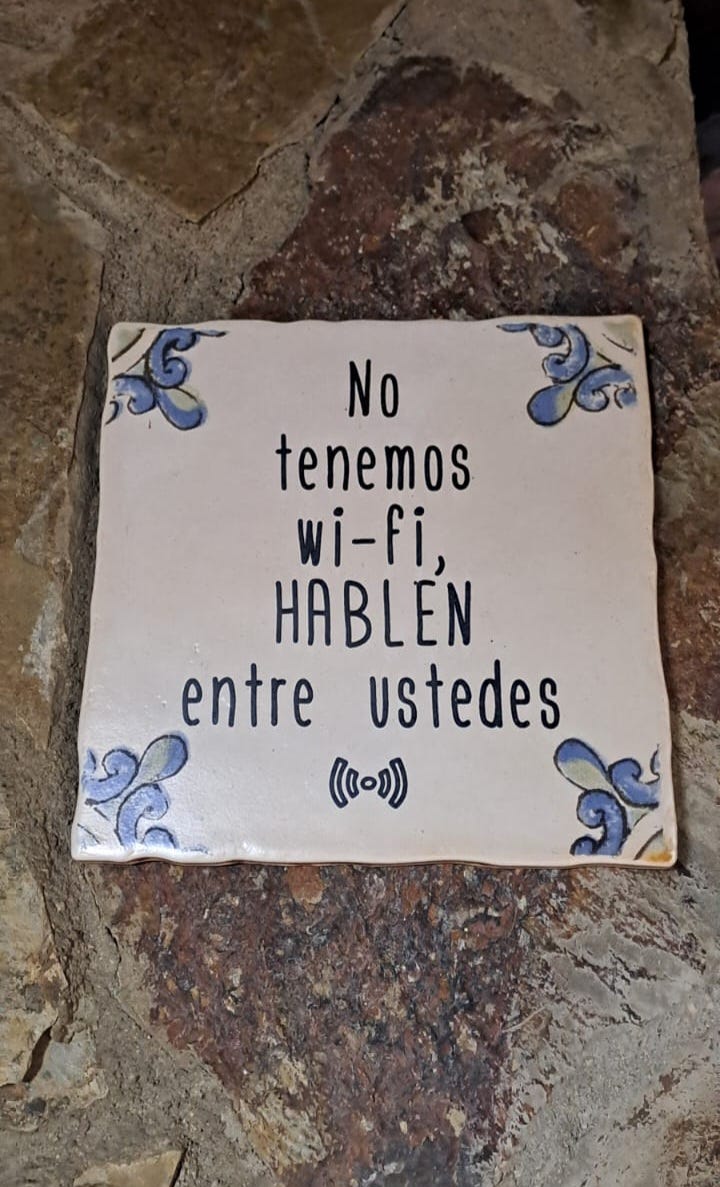 No
tenemos
wi-fi,
HABLEN
entre ustedes